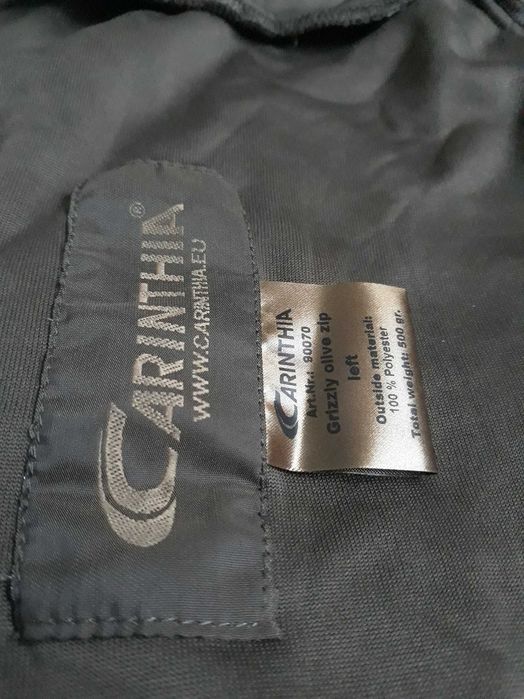 CARINTHIA®
WWW.CARINTHIA.EU
CARINTHIA
Art.Nr.: 90070
Grizzly olive zip
left
Outside material:
100 % Polyester
Total weight: 500 gr.